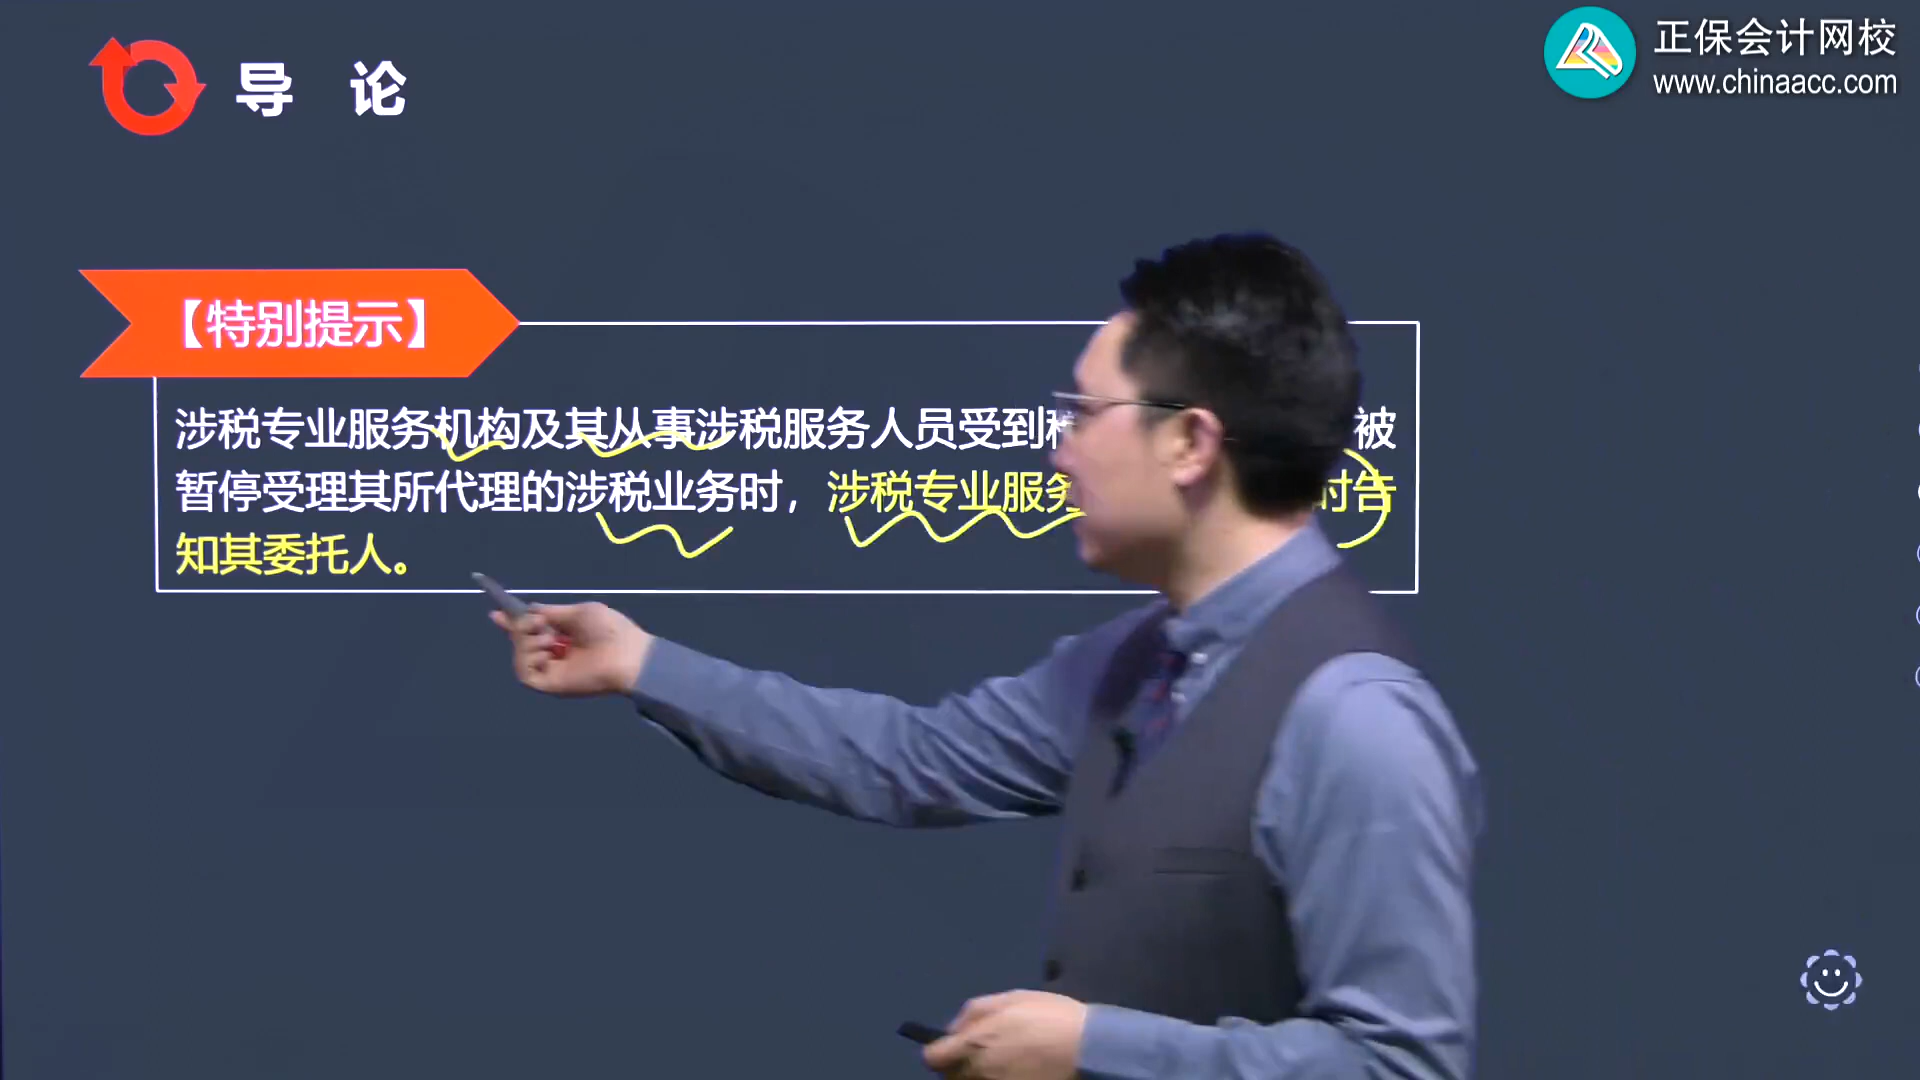 导 论
正保会计网校
www.chinaacc.com
【特别提示】
涉税专业服务机构及其从事涉税服务人员受到 被
暂停受理其所代理的涉税业务时，涉税专业服务 时告
知其委托人。